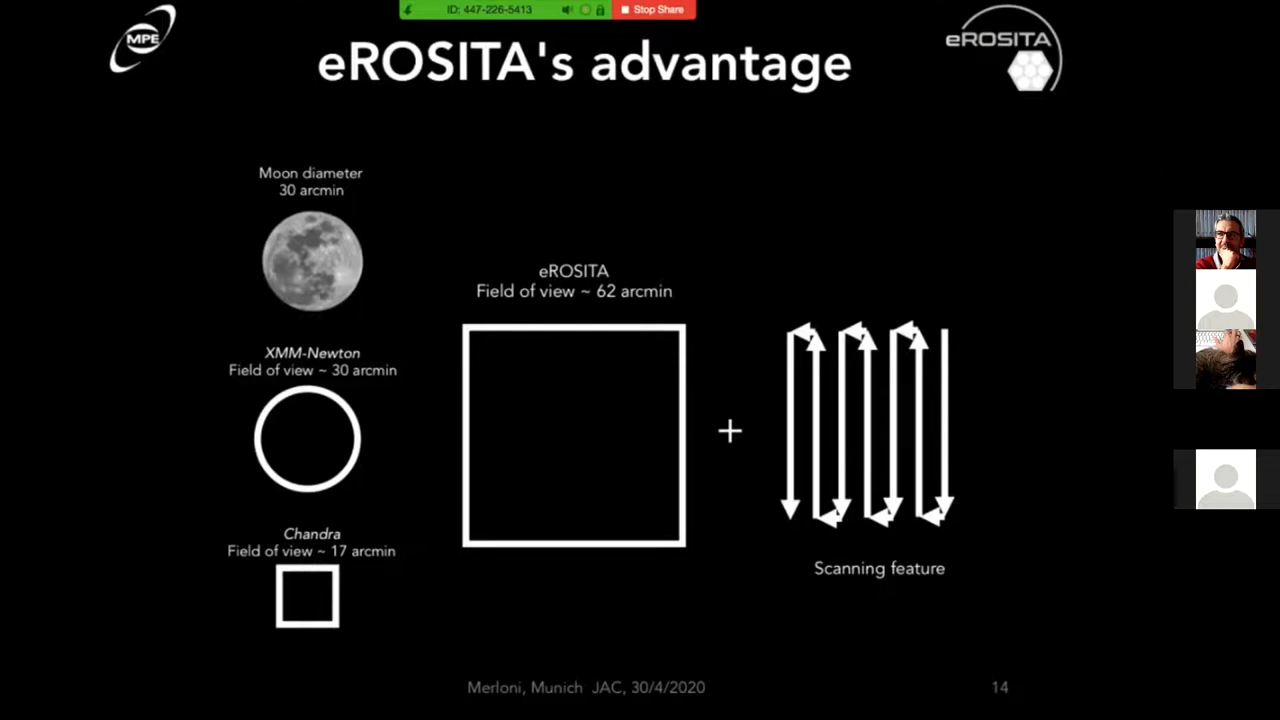 ID: 447-226-5413
Stop Share
MPE
eROSITA's advantage
eROSITA
Moon diameter
30 arcmin
eROSITA
Field of view ~ 62 arcmin
XMM-Newton
Field of view ~ 30 arcmin
+
Chandra
Field of view ~ 17 arcmin
Scanning feature
Merloni, Munich JAC, 30/4/2020
14